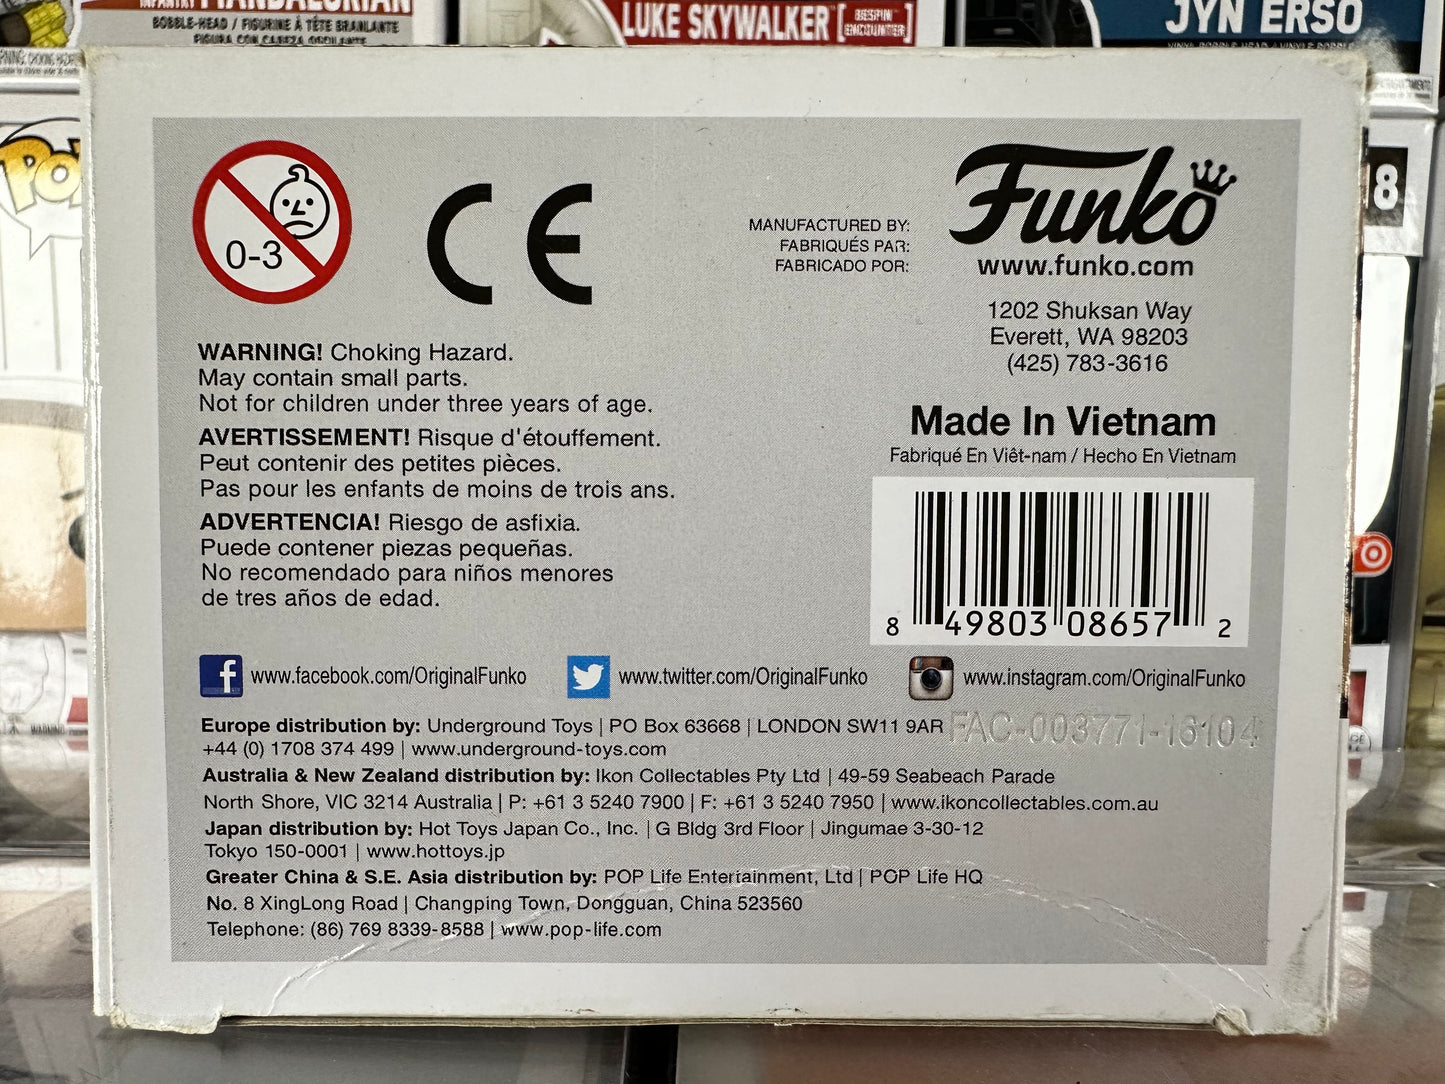 MANDALORIAN
BOBBLE-HEAD / FIGURINE À TÊTE BRANLANTE
LUKE SKYWALKER [BESPIN ENCOUNTER]
JYN ERSO
8
0-3
CE
MANUFACTURED BY:
FABRIQUÉS PAR:
FABRICADO POR:
Funko
www.funko.com
1202 Shuksan Way
Everett, WA 98203
(425) 783-3616
WARNING! Choking Hazard.
May contain small parts.
Not for children under three years of age.
AVERTISSEMENT! Risque d'étouffement.
Peut contenir des petites pièces.
Pas pour les enfants de moins de trois ans.
ADVERTENCIA! Riesgo de asfixia.
Puede contener piezas pequeñas.
No recomendado para niños menores
de tres años de edad.
Made In Vietnam
Fabriqué En Viêt-nam / Hecho En Vietnam
8 49803 08657 2
www.facebook.com/OriginalFunko
www.twitter.com/OriginalFunko
www.instagram.com/OriginalFunko
Europe distribution by: Underground Toys | PO Box 63668 | LONDON SW11 9AR
FAC-003771-16104
+44 (0) 1708 374 499 | www.underground-toys.com
Australia & New Zealand distribution by: Ikon Collectables Pty Ltd | 49-59 Seabeach Parade
North Shore, VIC 3214 Australia | P: +61 3 5240 7900 | F: +61 3 5240 7950 | www.ikoncollectables.com.au
Japan distribution by: Hot Toys Japan Co., Inc. | G Bldg 3rd Floor | Jingumae 3-30-12
Tokyo 150-0001 | www.hottoys.jp
Greater China & S.E. Asia distribution by: POP Life Entertainment, Ltd | POP Life HQ
No. 8 XingLong Road | Changping Town, Dongguan, China 523560
Telephone: (86) 769 8339-8588 | www.pop-life.com